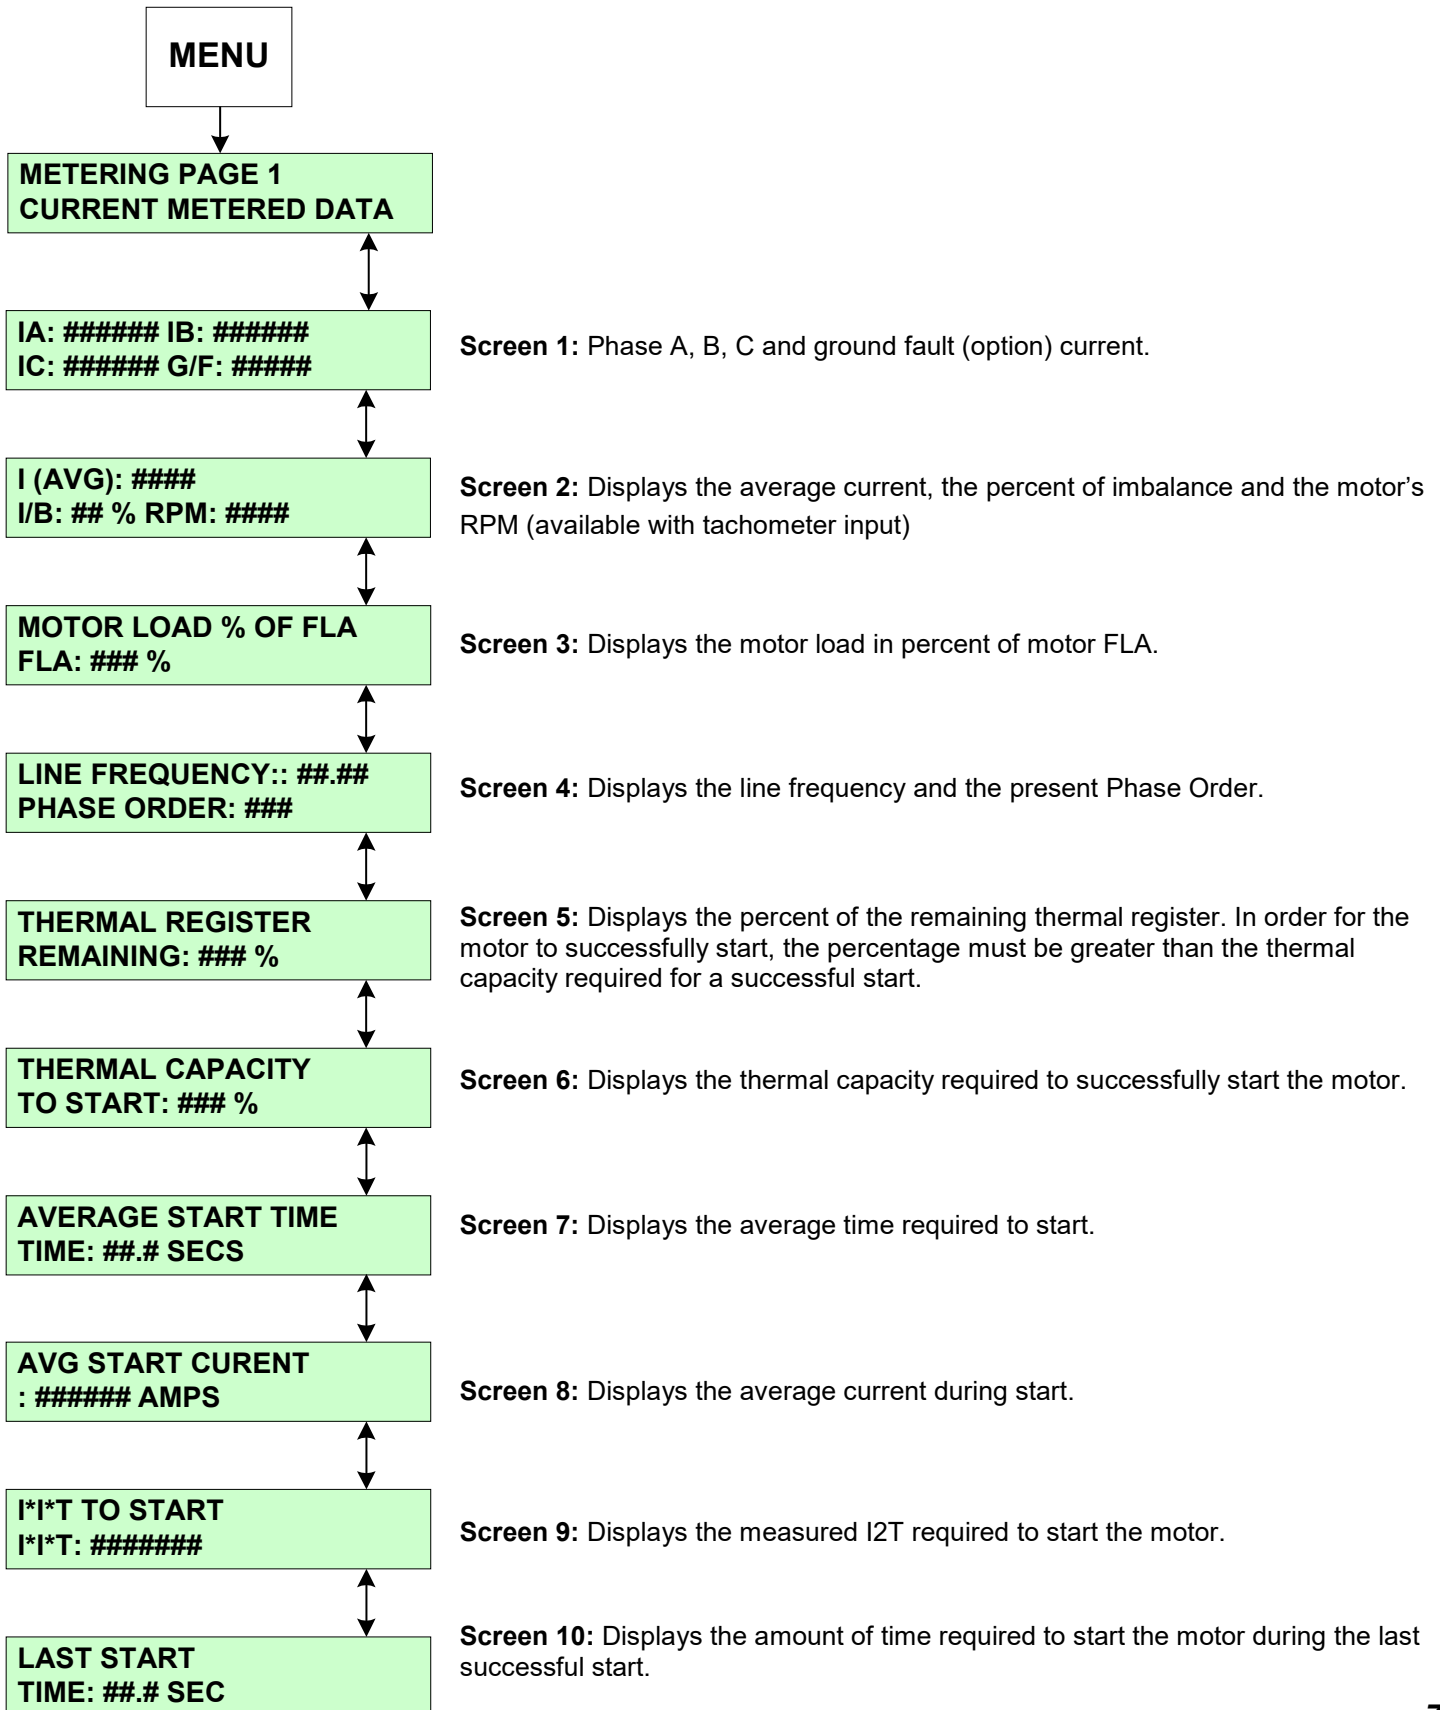 MENU
METERING PAGE 1
CURRENT METERED DATA
IA: ###### IB: ######
IC: ###### G/F: #####
Screen 1: Phase A, B, C and ground fault (option) current.
I (AVG): ####
I/B: ## % RPM: ####
Screen 2: Displays the average current, the percent of imbalance and the motor’s
RPM (available with tachometer input)
MOTOR LOAD % OF FLA
FLA: ### %
Screen 3: Displays the motor load in percent of motor FLA.
LINE FREQUENCY:: ##.##
PHASE ORDER: ###
Screen 4: Displays the line frequency and the present Phase Order.
THERMAL REGISTER
REMAINING: ### %
Screen 5: Displays the percent of the remaining thermal register. In order for the
motor to successfully start, the percentage must be greater than the thermal
capacity required for a successful start.
THERMAL CAPACITY
TO START: ### %
Screen 6: Displays the thermal capacity required to successfully start the motor.
AVERAGE START TIME
TIME: ##.# SECS
Screen 7: Displays the average time required to start.
AVG START CURENT
: ###### AMPS
Screen 8: Displays the average current during start.
I*I*T TO START
I*I*T: #######
Screen 9: Displays the measured I2T required to start the motor.
LAST START
TIME: ##.# SEC
Screen 10: Displays the amount of time required to start the motor during the last
successful start.